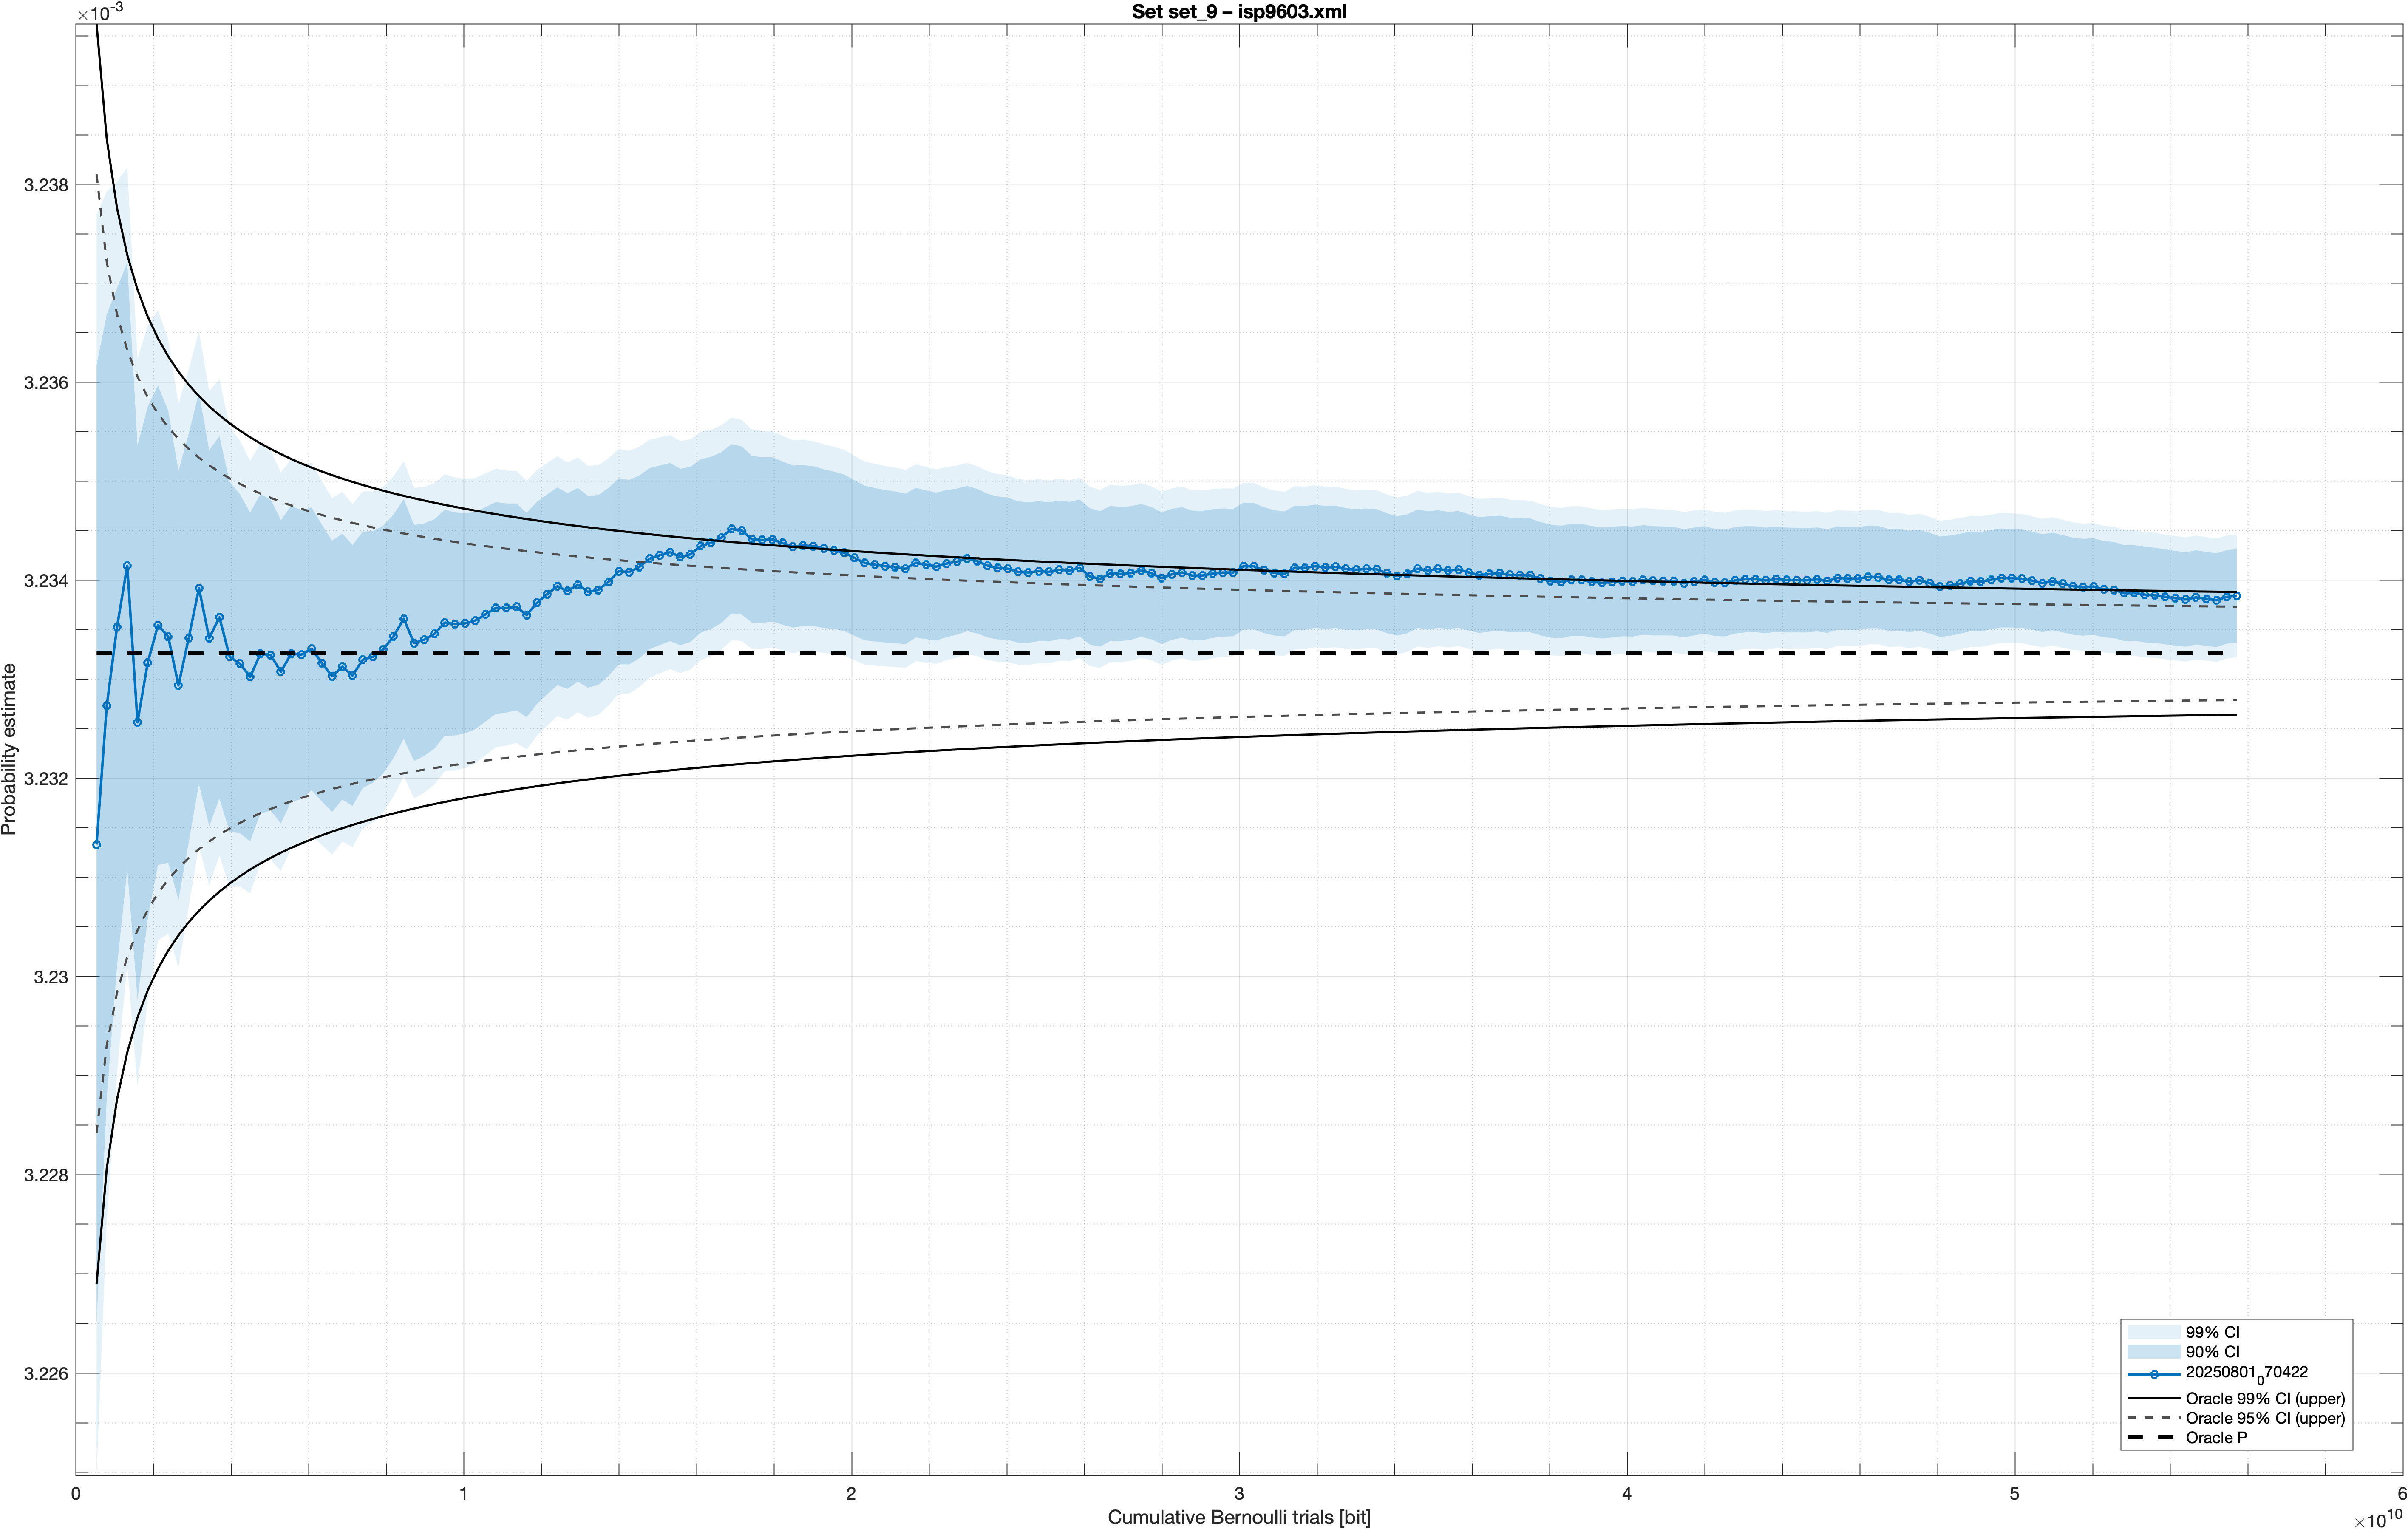 Set set_9 – isp9603.xml
×10-3
3.238
3.236
3.234
3.232
3.23
3.228
3.226
Probability estimate
0 1 2 3 4 5 6
Cumulative Bernoulli trials [bit]
×1010
99% CI
90% CI
20250801070422
Oracle 99% CI (upper)
Oracle 95% CI (upper)
Oracle P